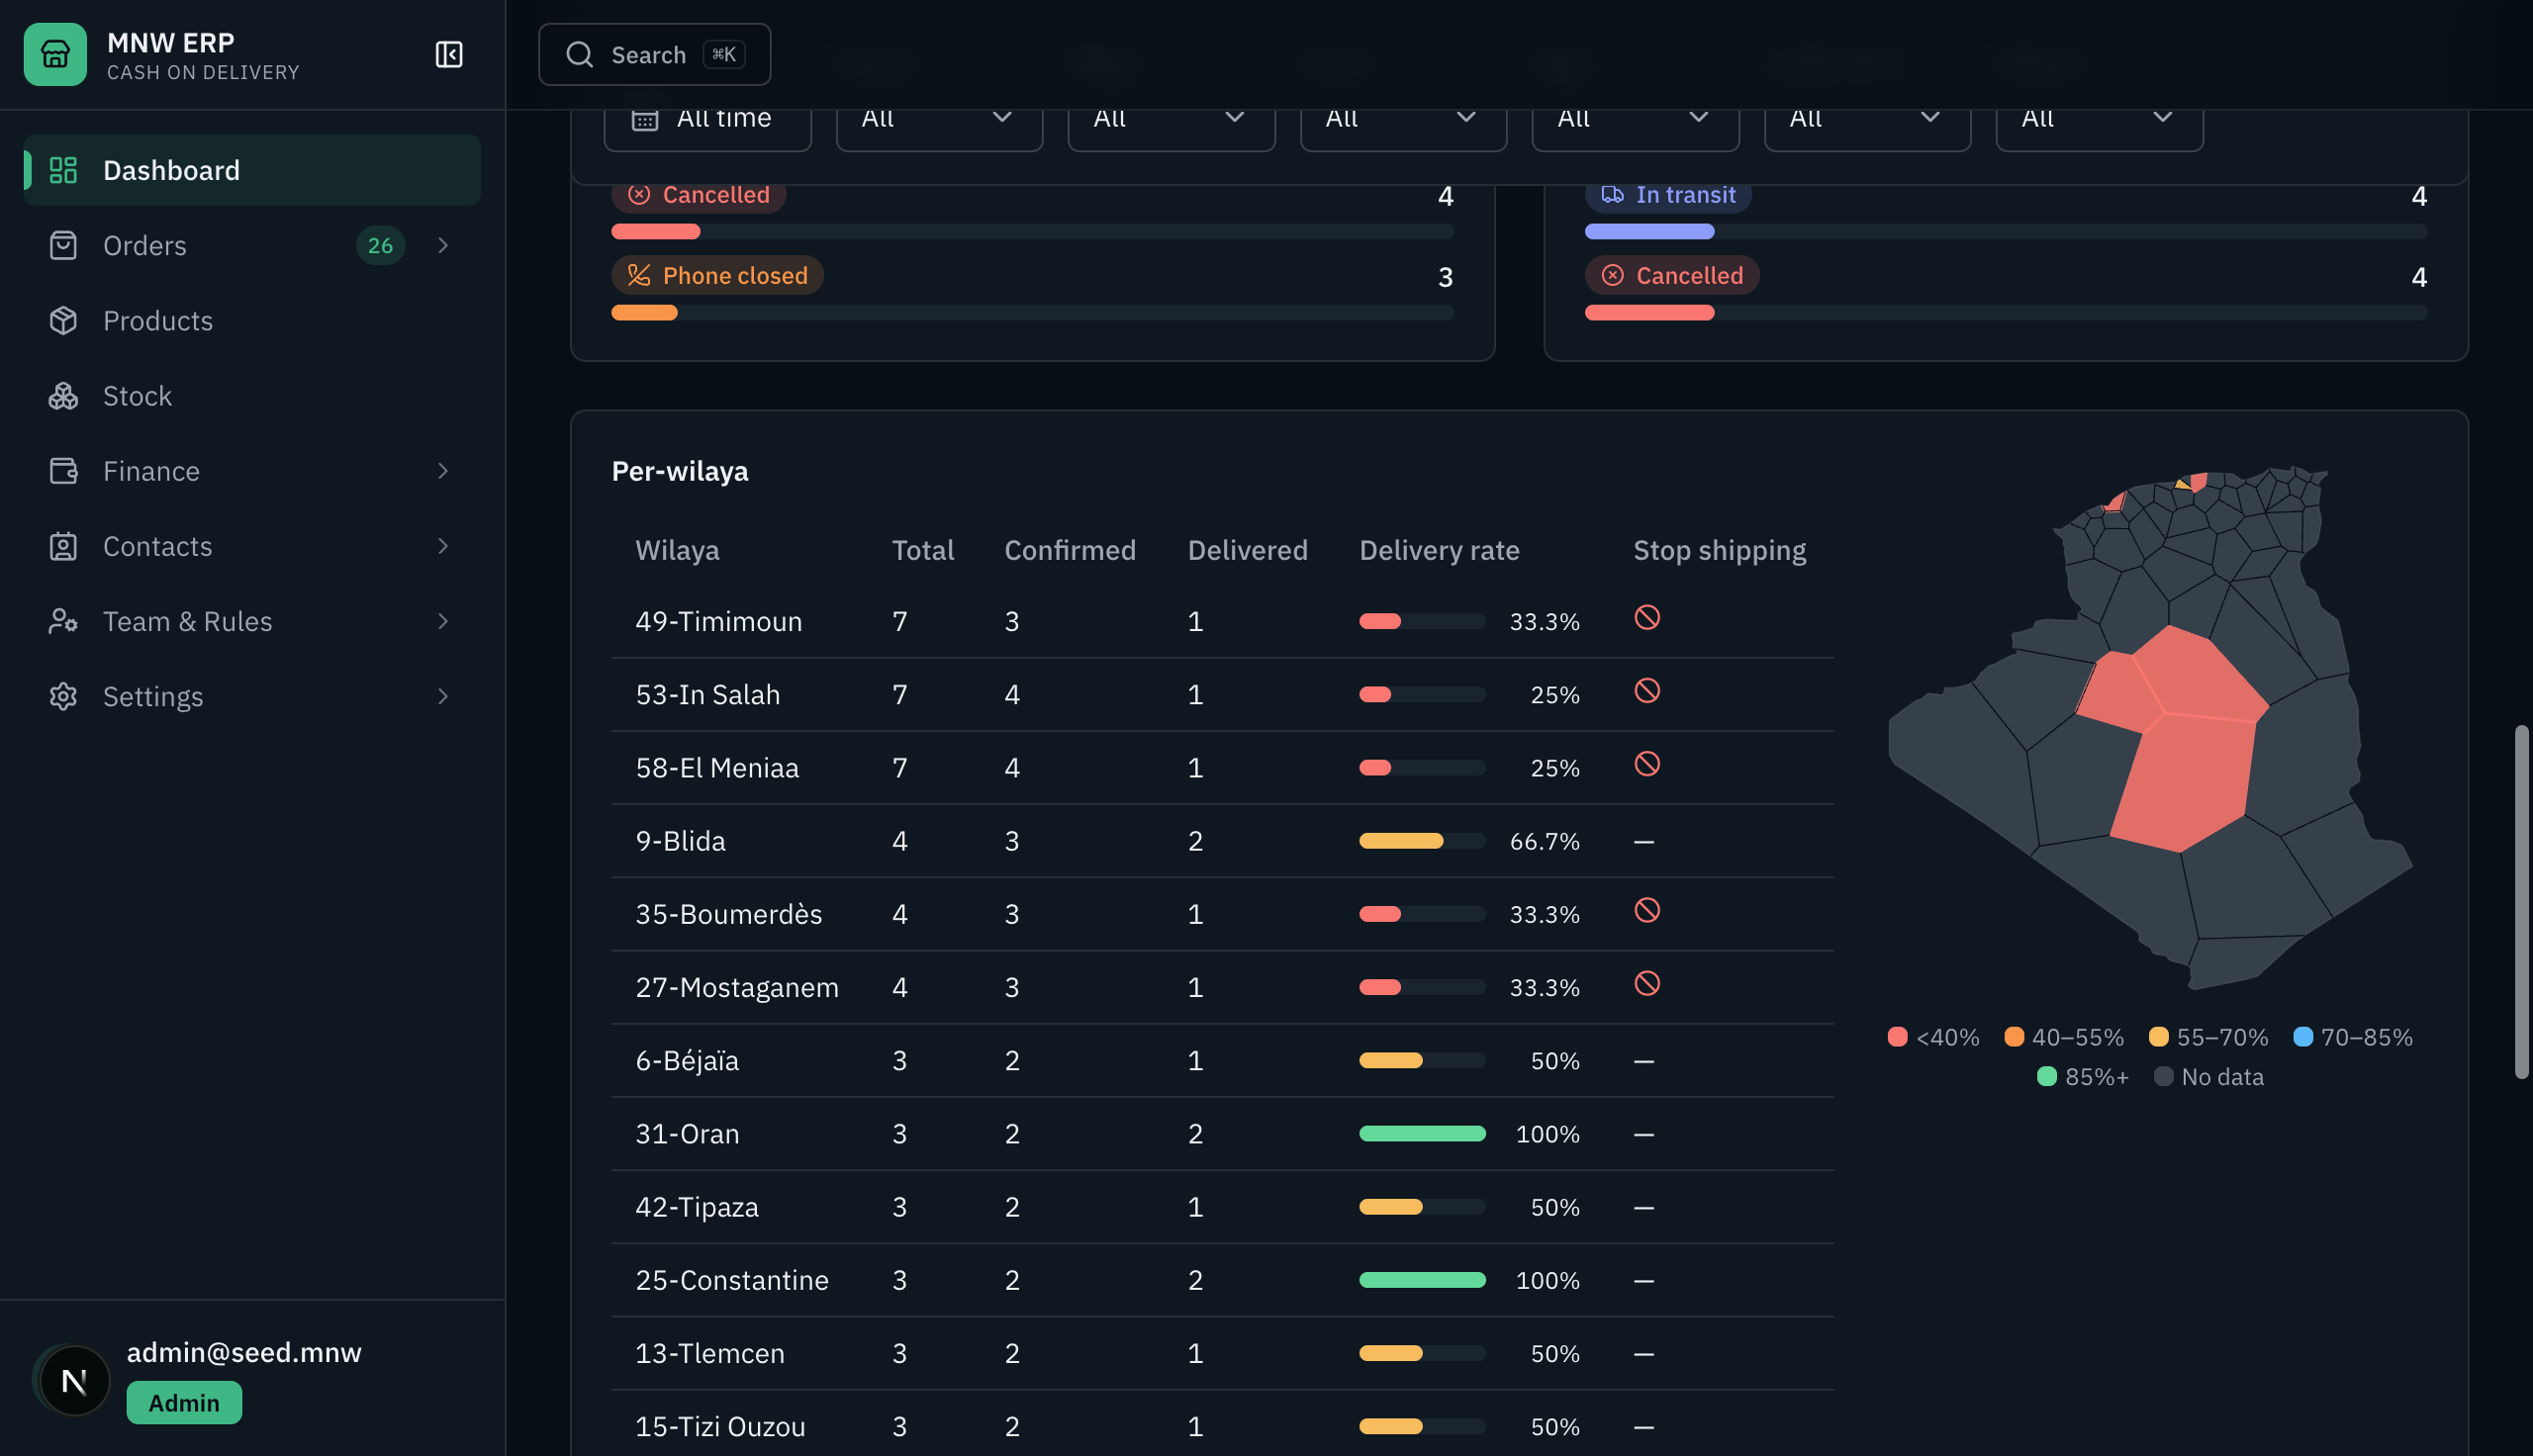 MNW ERP
CASH ON DELIVERY
Search ⌘K
Dashboard
Orders 26
Products
Stock
Finance
Contacts
Team & Rules
Settings
admin@seed.mnw
Admin
N
All time All All All All All All
Cancelled 4
Phone closed 3
In transit 4
Cancelled 4
Per-wilaya
Wilaya Total Confirmed Delivered Delivery rate Stop shipping
49-Timimoun 7 3 1 33.3%
53-In Salah 7 4 1 25%
58-El Meniaa 7 4 1 25%
9-Blida 4 3 2 66.7% —
35-Boumerdès 4 3 1 33.3%
27-Mostaganem 4 3 1 33.3%
6-Béjaïa 3 2 1 50% —
31-Oran 3 2 2 100% —
42-Tipaza 3 2 1 50% —
25-Constantine 3 2 2 100% —
13-Tlemcen 3 2 1 50% —
15-Tizi Ouzou 3 2 1 50% —
<40% 40–55% 55–70% 70–85%
85%+ No data